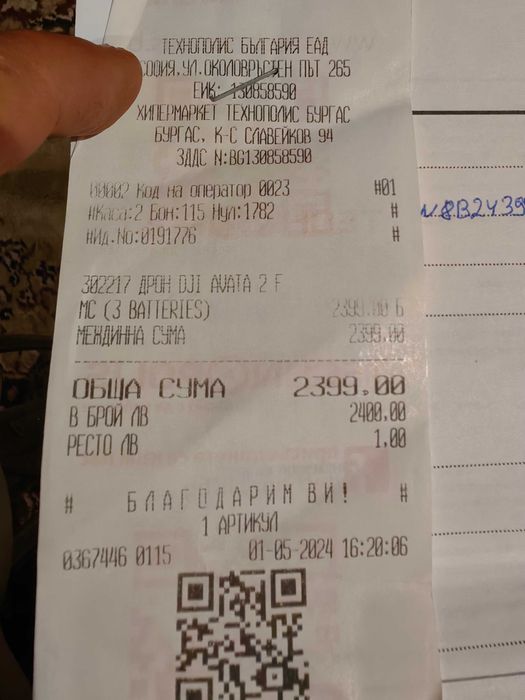 ТЕХНОПОЛИС БЪЛГАРИЯ ЕАД
СОФИЯ, УЛ. ОКОЛОВРЪСТЕН ПЪТ 265
ЕИК: 130858590
ХИПЕРМАРКЕТ ТЕХНОПОЛИС БУРГАС
БУРГАС, К-С СЛАВЕЙКОВ 94
ЗДДС N:BG130858590
00002 Код на оператор 0023 #01
#Каса:2 Бон:115 Нул:1782 #
#Ид.No:0191776 #
302217 ДРОН DJI AVATA 2 F
MC (3 BATTERIES) 2399.00 Б
МЕЖДИННА СУМА 2399.00
ОБЩА СУМА 2399.00
В БРОЙ ЛВ 2400.00
РЕСТО ЛВ 1.00
# БЛАГОДАРИМ ВИ! #
1 АРТИКУЛ
0367446 0115 01-05-2024 16:20:06